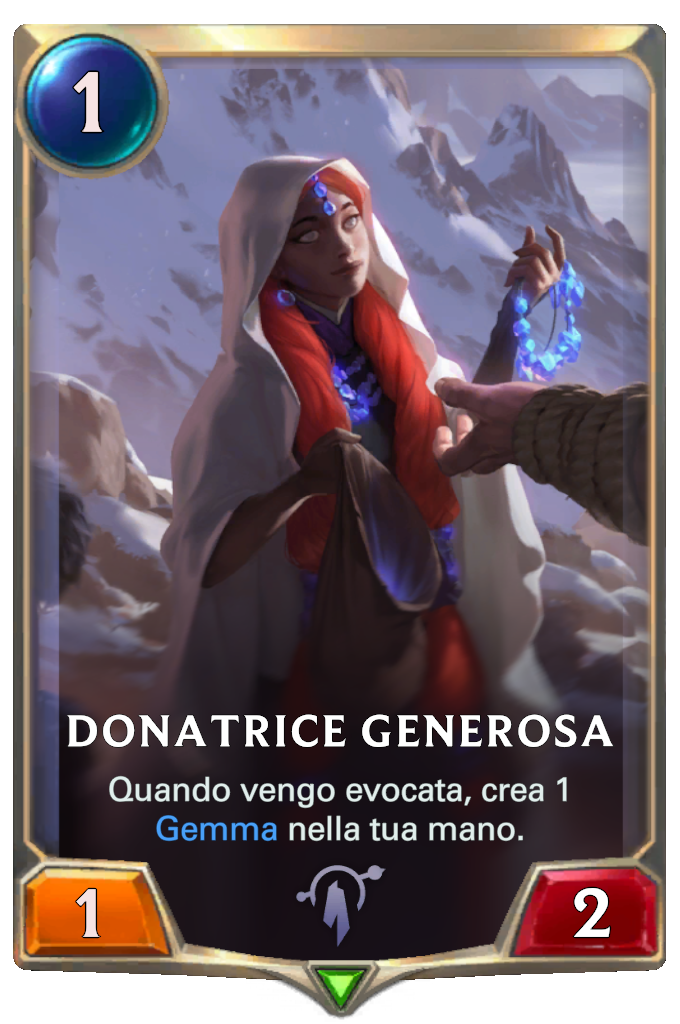 1
DONATRICE GENEROSA
Quando vengo evocata, crea 1
Gemma nella tua mano.
1
2